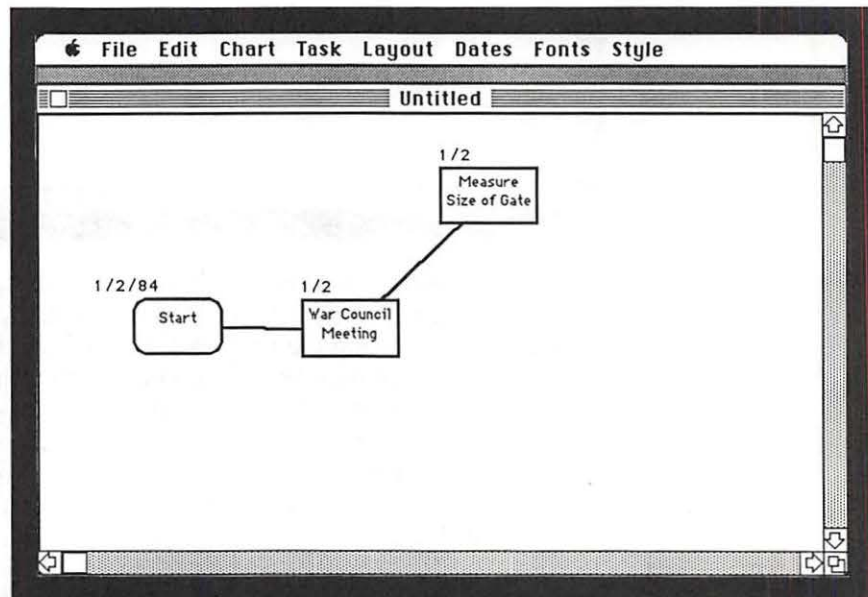 File Edit Chart Task Layout Dates Fonts Style
Untitled
1/2
Measure
Size of Gate
1/2/84
Start
1/2
War Council
Meeting